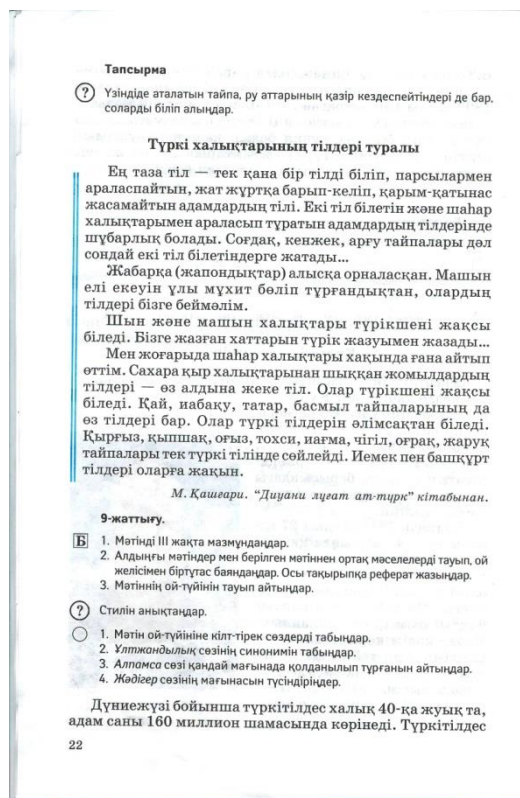 Тапсырма
? Үзіндіде аталатын тайпа, ру аттарының қазір кездеспейтіндері де бар,
соларды біліп алыңдар.
Түркі халықтарының тілдері туралы
Ең таза тіл — тек қана бір тілді біліп, парсылармен
араласпайтын, жат жұртқа барып-келіп, қарым-қатынас
жасамайтын адамдардың тілі. Екі тіл білетін және шаһар
халықтарымен араласып тұратын адамдардың тілдерінде
шұбарлық болады. Соғдақ, кенжек, арғу тайпалары дәл
сондай екі тіл білетіндерге жатады...
Жабарқа (жапондықтар) алысқа орналасқан. Машын
елі екеуін ұлы мұхит бөліп тұрғандықтан, олардың
тілдері бізге беймәлім.
Шын және машын халықтары түрікшені жақсы
біледі. Бізге жазған хаттарын түрік жазуымен жазады...
Мен жоғарыда шаһар халықтары хақында ғана айтып
өттім. Сахара қыр халықтарынан шыққан жомылдардың
тілдері — өз алдына жеке тіл. Олар түрікшені жақсы
біледі. Қай, иабақу, татар, басмыл тайпаларының да
өз тілдері бар. Олар түркі тілдерін әлімсақтан біледі.
Қырғыз, қыпшақ, оғыз, тохси, иағма, чігіл, оғрақ, жаруқ
тайпалары тек түркі тілінде сөйлейді. Иемек пен башқұрт
тілдері оларға жақын.
М. Қашғари. "Диуани лұғат ат-түрк" кітабынан.
9-жаттығу.
Б 1. Мәтінді III жақта мазмұндаңдар.
2. Алдыңғы мәтіндер мен берілген мәтіннен ортақ мәселелерді тауып, ой
желісімен біртұтас баяндаңдар. Осы тақырыпқа реферат жазыңдар.
3. Мәтіннің ой-түйінін тауып айтыңдар.
? Стилін анықтаңдар.
1. Мәтін ой-түйініне кілт-тірек сөздерді табыңдар.
2. Ұлтжандылық сөзінің синонимін табыңдар.
3. Алпамса сөзі қандай мағынада қолданылып тұрғанын айтыңдар.
4. Жәдігер сөзінің мағынасын түсіндіріңдер.
Дүниежүзі бойынша түркітілдес халық 40-қа жуық та,
адам саны 160 миллион шамасында көрінеді. Түркітілдес
22